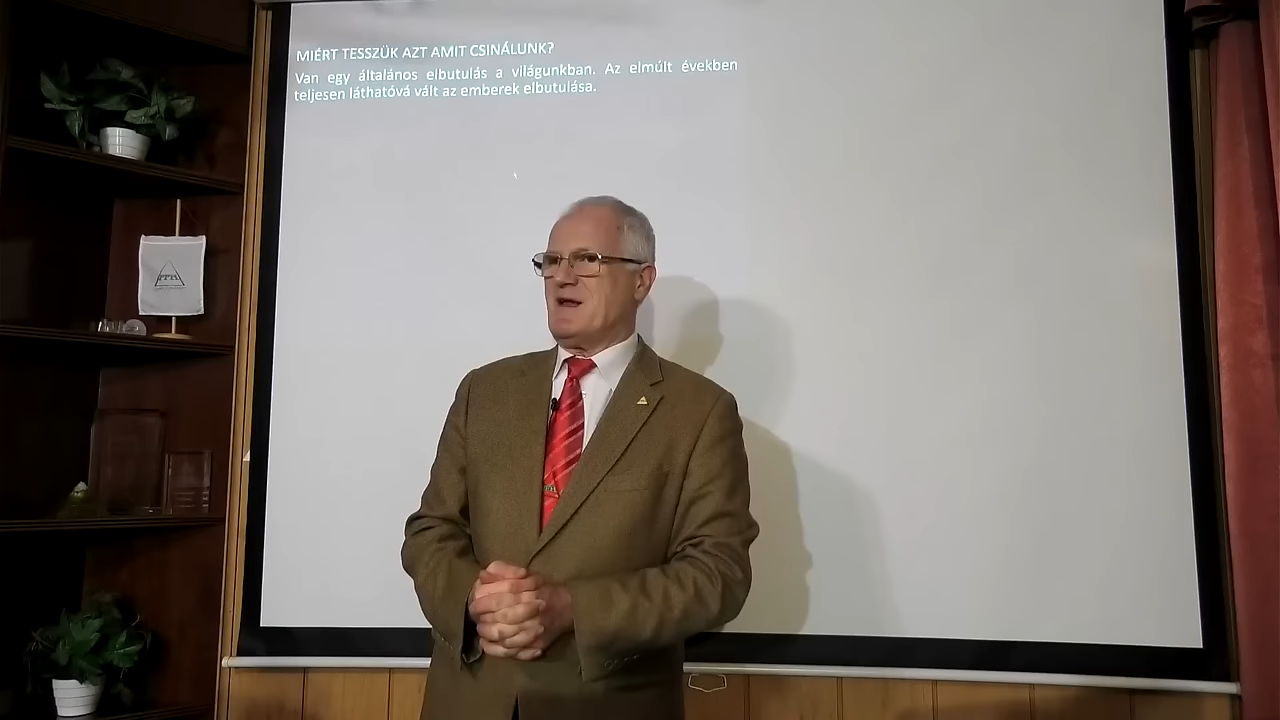 MIÉRT TESSZÜK AZT AMIT CSINÁLUNK?
Van egy általános elbutulás a világunkban. Az elmúlt években
teljesen láthatóvá vált az emberek elbutulása.